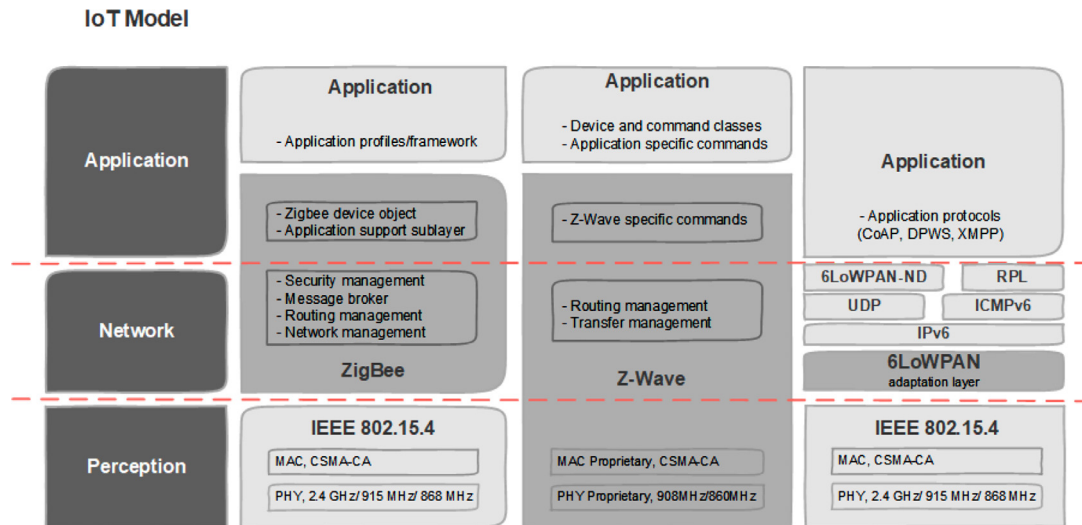 IoT Model
Application
Network
Perception
Application
- Application profiles/framework
- Zigbee device object
- Application support sublayer
- Security management
- Message broker
- Routing management
- Network management
ZigBee
IEEE 802.15.4
MAC, CSMA-CA
PHY, 2.4 GHz/ 915 MHz/ 868 MHz
Application
- Device and command classes
- Application specific commands
- Z-Wave specific commands
- Routing management
- Transfer management
Z-Wave
MAC Proprietary, CSMA-CA
PHY Proprietary, 908MHz/860MHz
Application
- Application protocols
(CoAP, DPWS, XMPP)
6LoWPAN-ND
RPL
UDP
ICMPv6
IPv6
6LoWPAN
adaptation layer
IEEE 802.15.4
MAC, CSMA-CA
PHY, 2.4 GHz/ 915 MHz/ 868 MHz